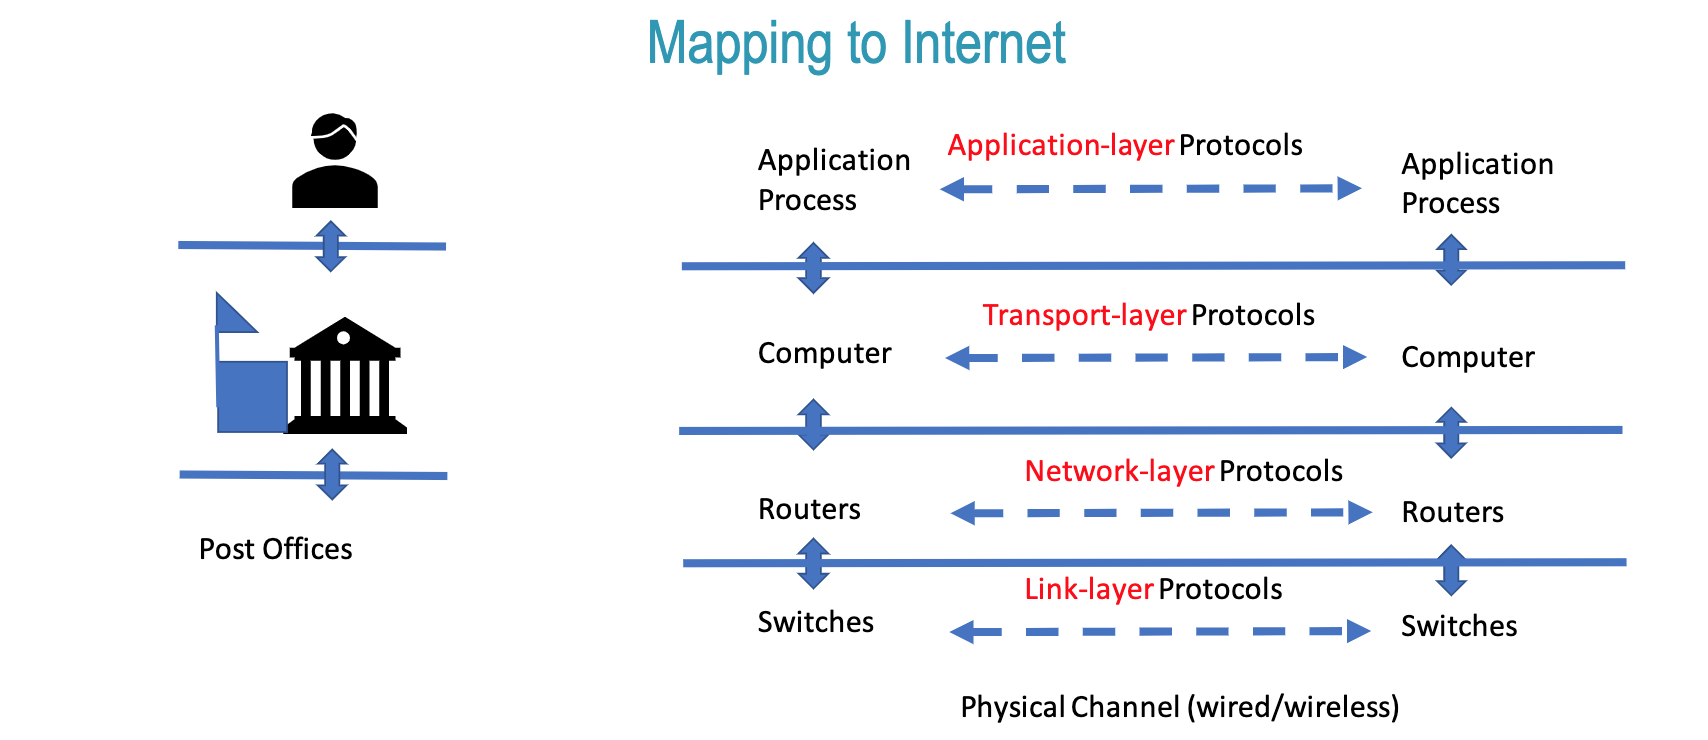 Mapping to Internet
Post Offices
Application
Process
Application-layer Protocols
Application
Process
Computer
Transport-layer Protocols
Computer
Routers
Network-layer Protocols
Routers
Switches
Link-layer Protocols
Switches
Physical Channel (wired/wireless)